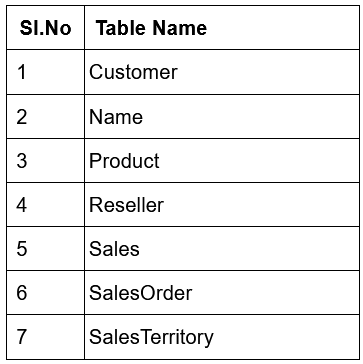 Sl.No Table Name
1 Customer
2 Name
3 Product
4 Reseller
5 Sales
6 SalesOrder
7 SalesTerritory